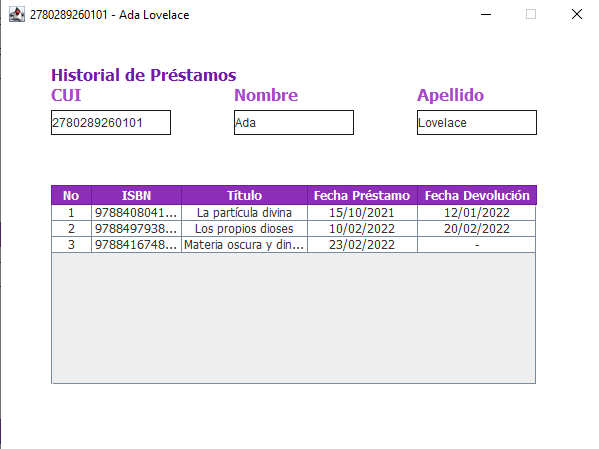 2780289260101 - Ada Lovelace
Historial de Préstamos
CUI Nombre Apellido
2780289260101 Ada Lovelace
No ISBN Título Fecha Préstamo Fecha Devolución
1 9788408041... La partícula divina 15/10/2021 12/01/2022
2 9788497938... Los propios dioses 10/02/2022 20/02/2022
3 9788416748... Materia oscura y din... 23/02/2022 -